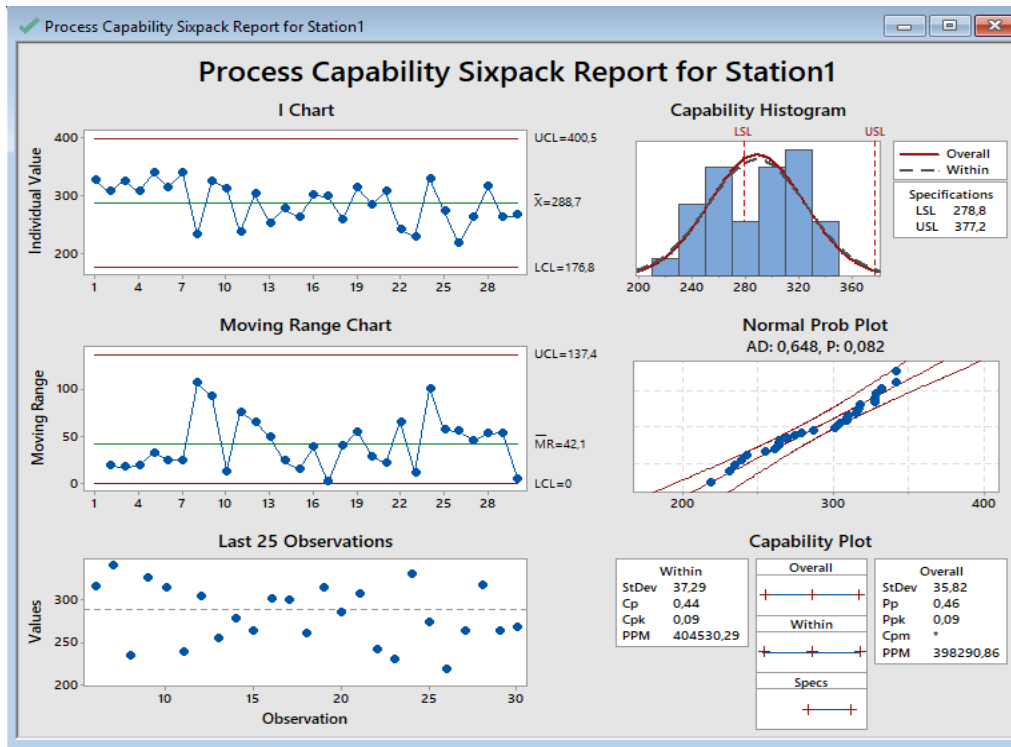 Process Capability Sixpack Report for Station1
Process Capability Sixpack Report for Station1
I Chart
Individual Value
400
300
200
UCL=400,5
X̿=288,7
LCL=176,8
1 4 7 10 13 16 19 22 25 28
Capability Histogram
LSL USL
200 240 280 320 360
Overall
Within
Specifications
LSL 278,8
USL 377,2
Moving Range Chart
Moving Range
100
50
0
UCL=137,4
M̅R̅=42,1
LCL=0
1 4 7 10 13 16 19 22 25 28
Normal Prob Plot
AD: 0,648, P: 0,082
200 300 400
Last 25 Observations
Values
300
250
200
10 15 20 25 30
Observation
Capability Plot
Within
StDev 37,29
Cp 0,44
Cpk 0,09
PPM 404530,29
Overall
Within
Specs
Overall
StDev 35,82
Pp 0,46
Ppk 0,09
Cpm *
PPM 398290,86